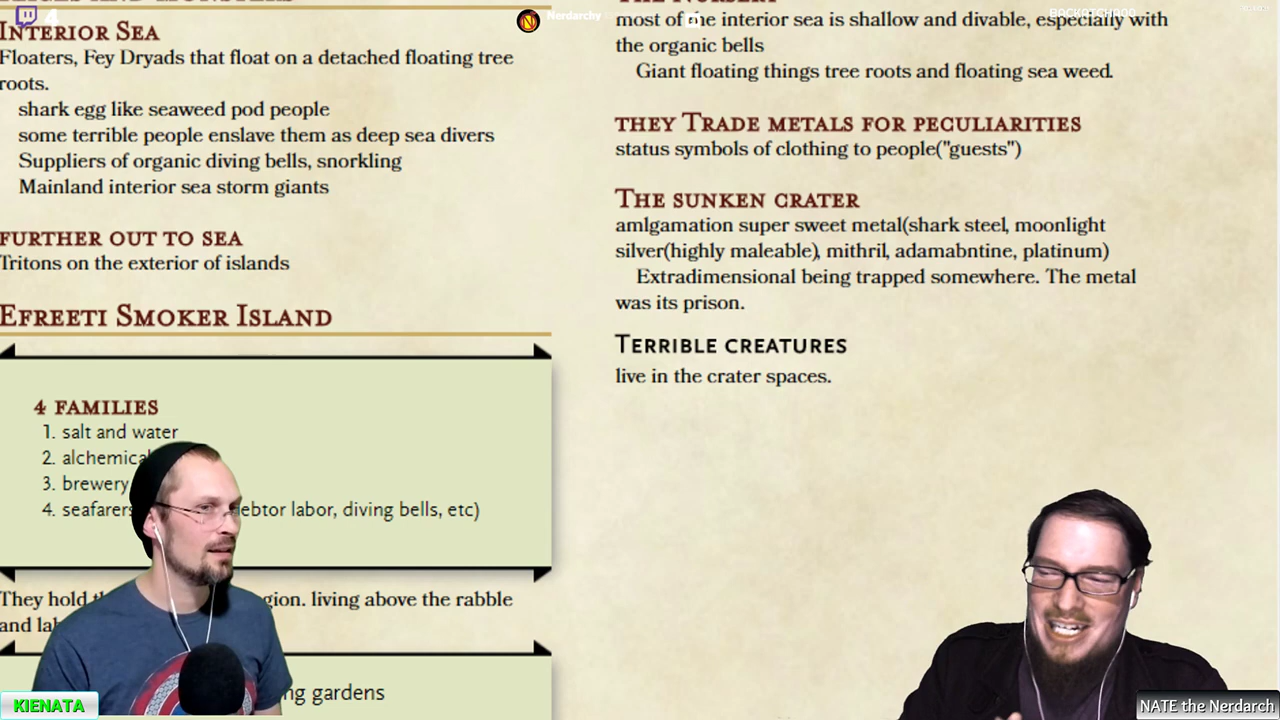 4
Nerdarchy
BACKATCHA900
INTERIOR SEA
Floaters, Fey Dryads that float on a detached floating tree
roots.
shark egg like seaweed pod people
some terrible people enslave them as deep sea divers
Suppliers of organic diving bells, snorkling
Mainland interior sea storm giants
FURTHER OUT TO SEA
Tritons on the exterior of islands
EFREETI SMOKER ISLAND
4 FAMILIES
1. salt and water
2. alchemical
3. brewery
4. seafarers debtor labor, diving bells, etc)
They hold
gion. living above the rabble
and
ng gardens
most of the interior sea is shallow and divable, especially with
the organic bells
Giant floating things tree roots and floating sea weed.
THEY TRADE METALS FOR PECULIARITIES
status symbols of clothing to people("guests")
THE SUNKEN CRATER
amlgamation super sweet metal(shark steel, moonlight
silver(highly maleable), mithril, adamabntine, platinum)
Extradimensional being trapped somewhere. The metal
was its prison.
TERRIBLE CREATURES
live in the crater spaces.
KIENATA
NATE the Nerdarch